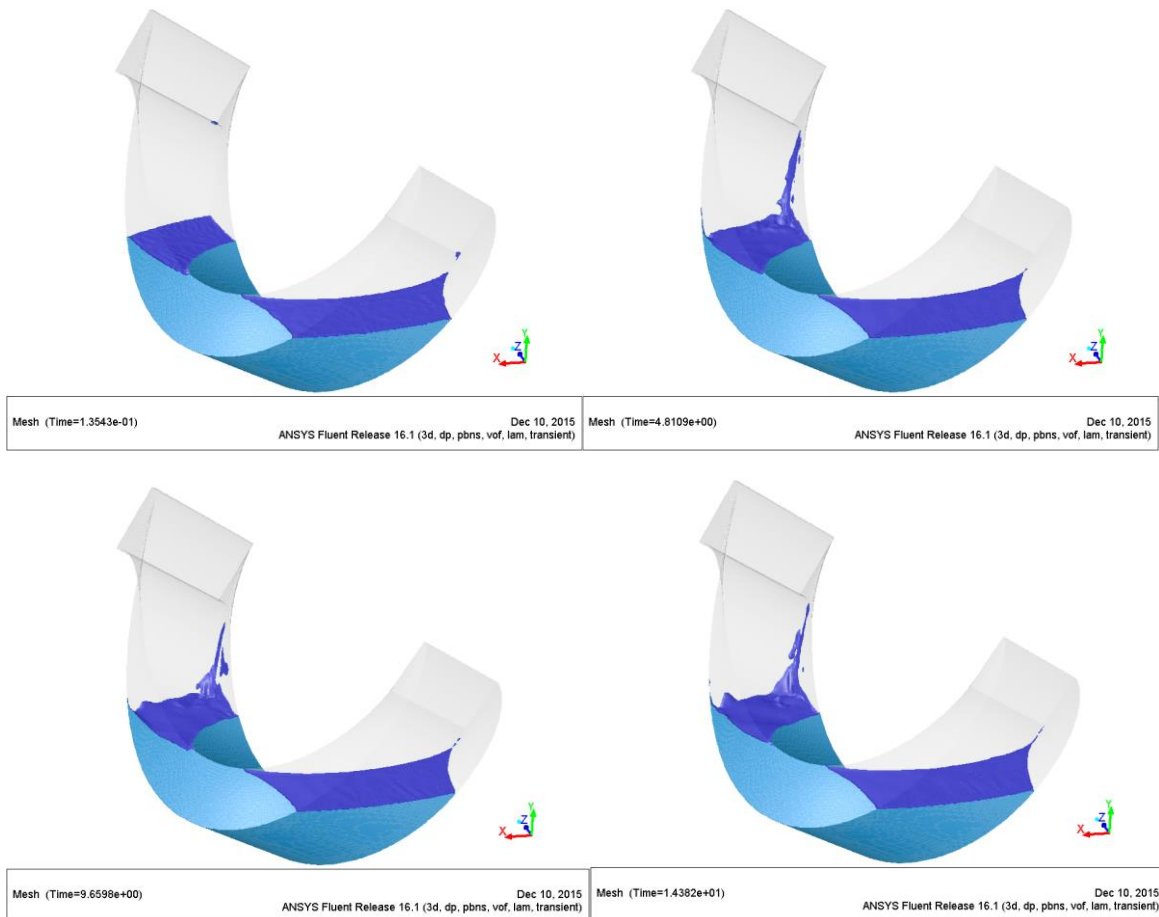 Y
Z
X
Mesh (Time=1.3543e-01)
Dec 10, 2015
ANSYS Fluent Release 16.1 (3d, dp, pbns, vof, lam, transient)
Y
Z
X
Mesh (Time=4.8109e+00)
Dec 10, 2015
ANSYS Fluent Release 16.1 (3d, dp, pbns, vof, lam, transient)
Y
Z
X
Mesh (Time=9.6598e+00)
Dec 10, 2015
ANSYS Fluent Release 16.1 (3d, dp, pbns, vof, lam, transient)
Y
Z
X
Mesh (Time=1.4382e+01)
Dec 10, 2015
ANSYS Fluent Release 16.1 (3d, dp, pbns, vof, lam, transient)